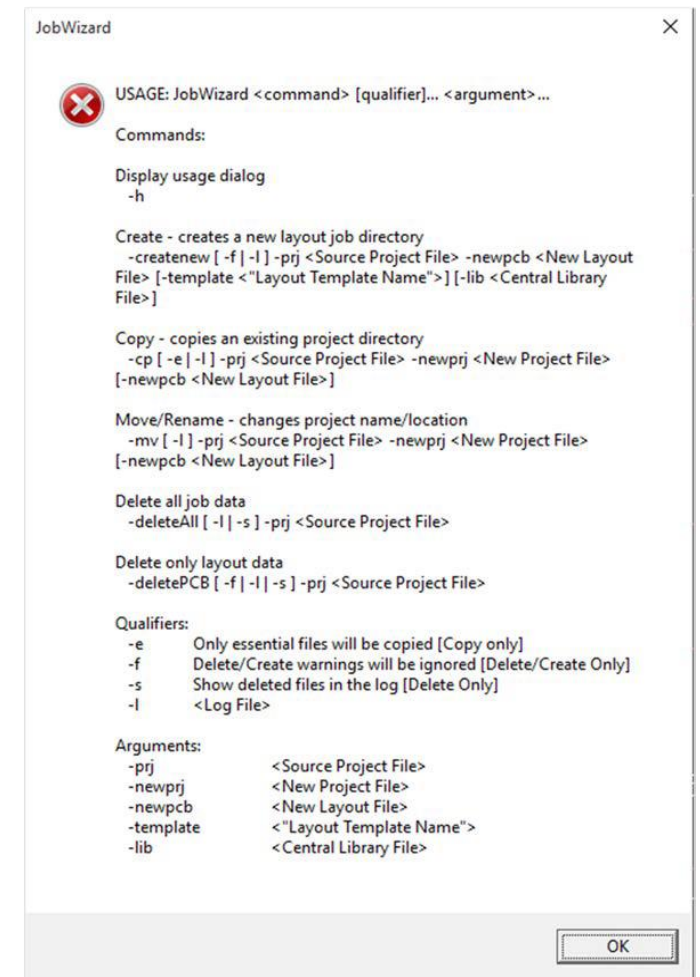 JobWizard
USAGE: JobWizard <command> [qualifier]... <argument>...
Commands:
Display usage dialog
-h
Create - creates a new layout job directory
-createnew [ -f | -l ] -prj <Source Project File> -newpcb <New Layout
File> [-template <"Layout Template Name">] [-lib <Central Library
File>]
Copy - copies an existing project directory
-cp [ -e | -l ] -prj <Source Project File> -newprj <New Project File>
[-newpcb <New Layout File>]
Move/Rename - changes project name/location
-mv [ -l ] -prj <Source Project File> -newprj <New Project File>
[-newpcb <New Layout File>]
Delete all job data
-deleteAll [ -l | -s ] -prj <Source Project File>
Delete only layout data
-deletePCB [ -f | -l | -s ] -prj <Source Project File>
Qualifiers:
-e Only essential files will be copied [Copy only]
-f Delete/Create warnings will be ignored [Delete/Create Only]
-s Show deleted files in the log [Delete Only]
-l <Log File>
Arguments:
-prj <Source Project File>
-newprj <New Project File>
-newpcb <New Layout File>
-template <"Layout Template Name">
-lib <Central Library File>
OK